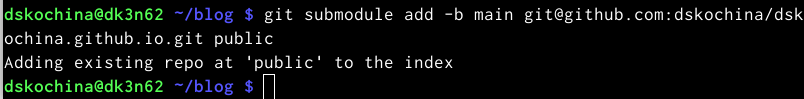 dskochina@dk3n62 ~/blog $ git submodule add -b main git@github.com:dskochina/dsk
ochina.github.io.git public
Adding existing repo at 'public' to the index
dskochina@dk3n62 ~/blog $